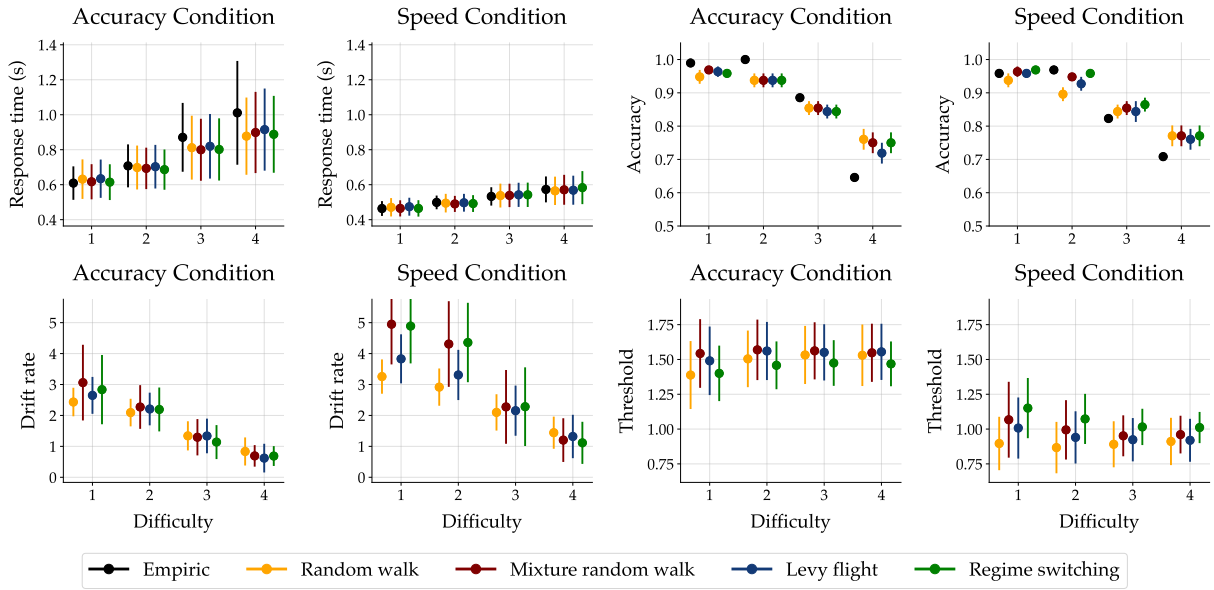 Accuracy Condition
Speed Condition
Accuracy Condition
Speed Condition
Response time (s)
1.4
1.2
1.0
0.8
0.6
0.4
1 2 3 4
Response time (s)
1.4
1.2
1.0
0.8
0.6
0.4
1 2 3 4
Accuracy
1.0
0.9
0.8
0.7
0.6
0.5
1 2 3 4
Accuracy
1.0
0.9
0.8
0.7
0.6
0.5
1 2 3 4
Accuracy Condition
Speed Condition
Accuracy Condition
Speed Condition
Drift rate
5
4
3
2
1
0
1 2 3 4
Difficulty
Drift rate
5
4
3
2
1
0
1 2 3 4
Difficulty
Threshold
1.75
1.50
1.25
1.00
0.75
1 2 3 4
Difficulty
Threshold
1.75
1.50
1.25
1.00
0.75
1 2 3 4
Difficulty
Empiric
Random walk
Mixture random walk
Levy flight
Regime switching